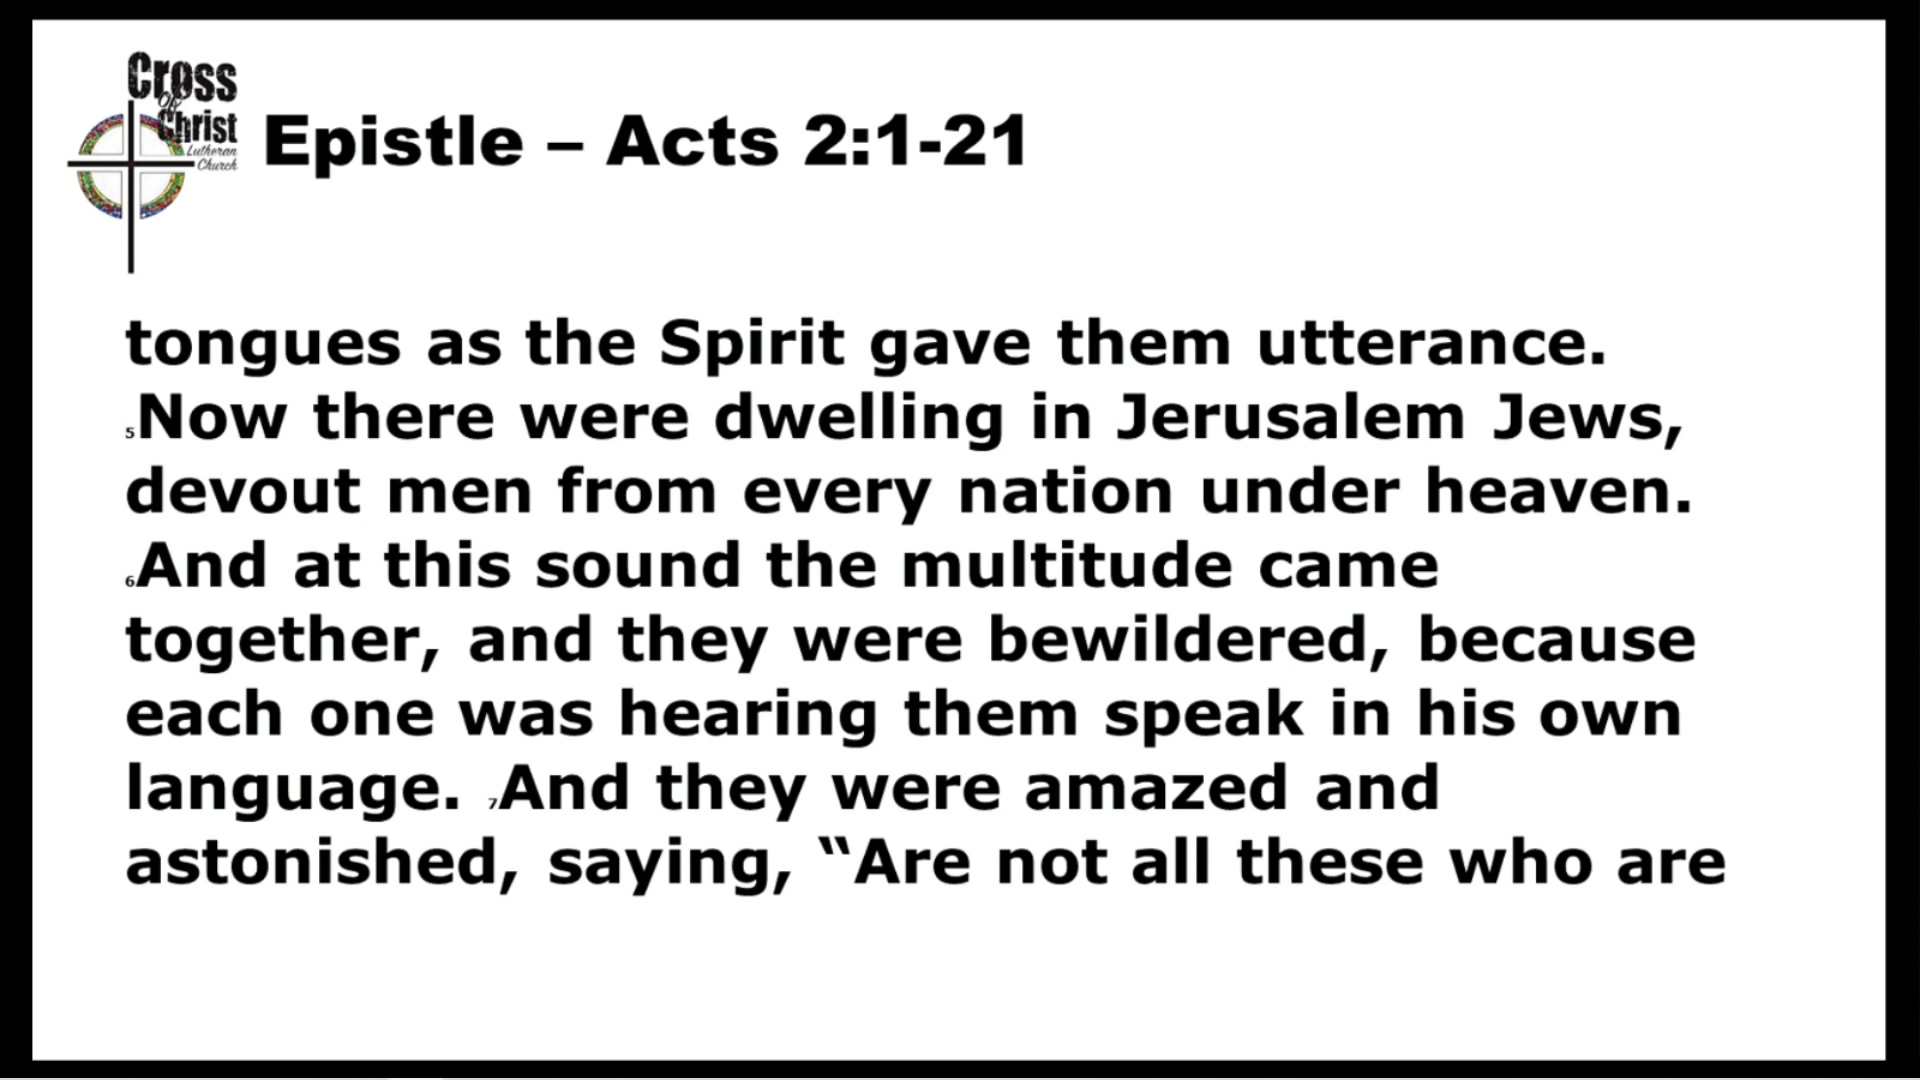 Cross
Of
Christ
Lutheran
Church
Epistle – Acts 2:1-21
tongues as the Spirit gave them utterance.
5Now there were dwelling in Jerusalem Jews,
devout men from every nation under heaven.
6And at this sound the multitude came
together, and they were bewildered, because
each one was hearing them speak in his own
language. 7And they were amazed and
astonished, saying, “Are not all these who are